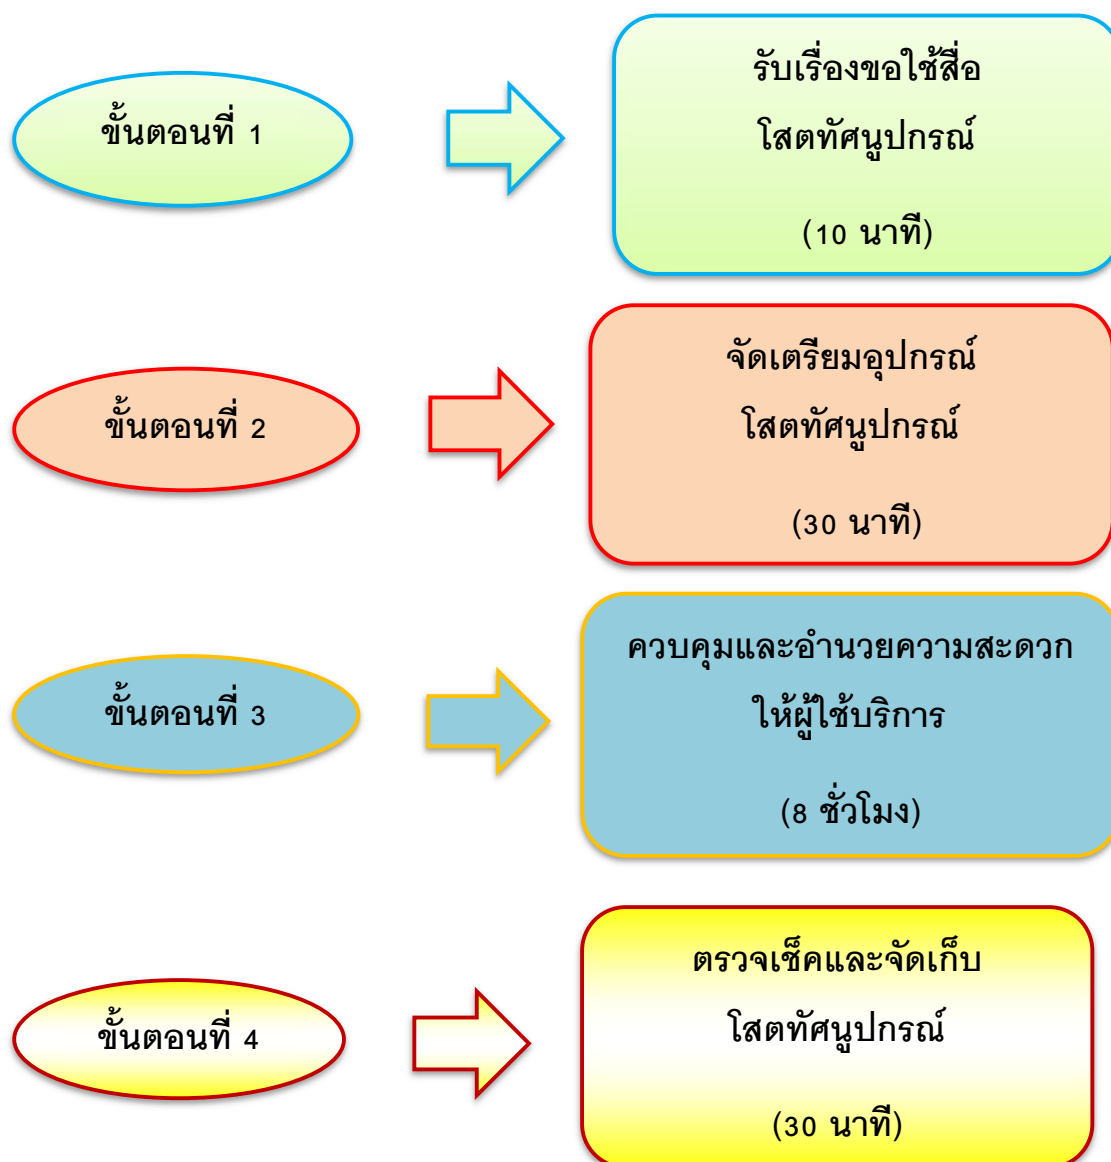 ขั้นตอนที่ 1
รับเรื่องขอใช้สื่อ
โสตทัศนูปกรณ์
(10 นาที)
ขั้นตอนที่ 2
จัดเตรียมอุปกรณ์
โสตทัศนูปกรณ์
(30 นาที)
ขั้นตอนที่ 3
ควบคุมและอำนวยความสะดวก
ให้ผู้ใช้บริการ
(8 ชั่วโมง)
ขั้นตอนที่ 4
ตรวจเช็คและจัดเก็บ
โสตทัศนูปกรณ์
(30 นาที)